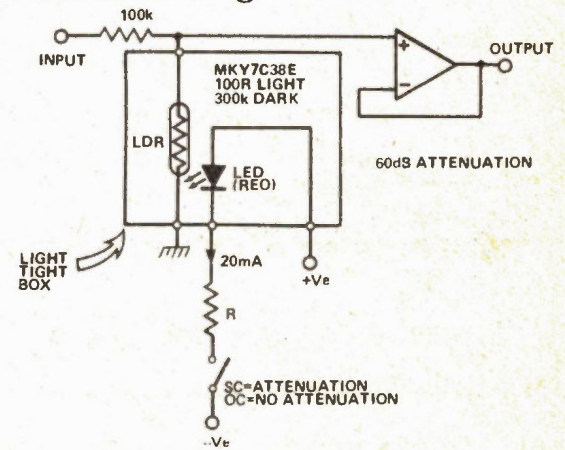 100k
INPUT
MKY7C38E
100R LIGHT
300k DARK
+
−
OUTPUT
LDR
LED
(REO)
60dS ATTENUATION
LIGHT
TIGHT
BOX
20mA
+Ve
R
SC=ATTENUATION
OC=NO ATTENUATION
-Ve